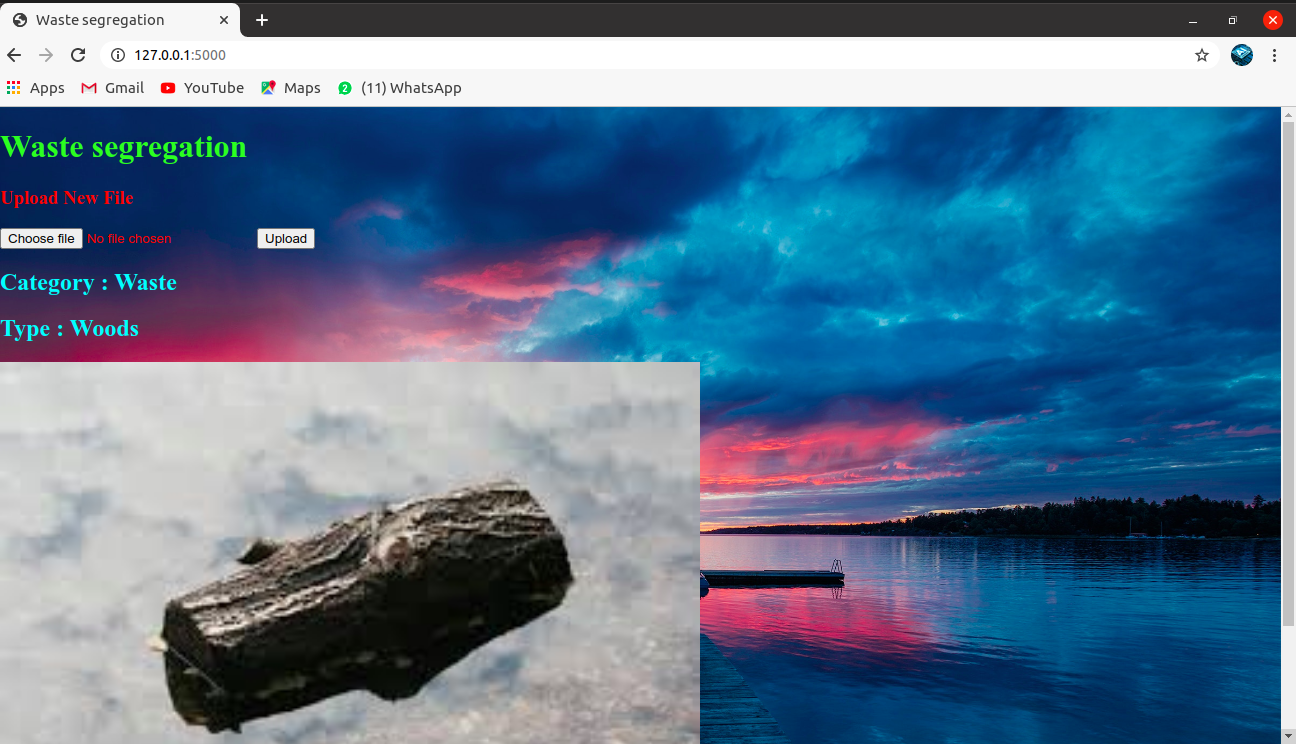 Waste segregation
127.0.0.1:5000
Apps Gmail YouTube 2 (11) WhatsApp Maps
Waste segregation
Upload New File
Choose file No file chosen Upload
Category : Waste
Type : Woods